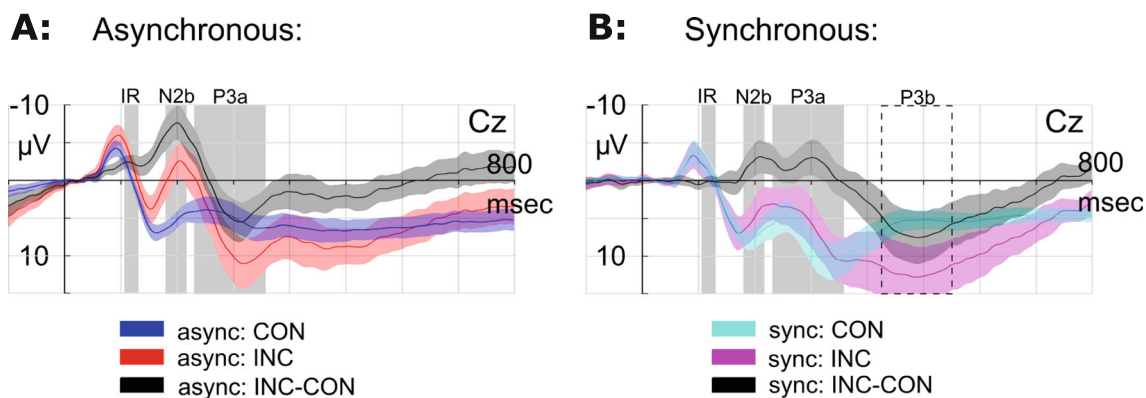 A: Asynchronous:
IR N2b P3a
-10
Cz
µV
800
msec
10
async: CON
async: INC
async: INC-CON
B: Synchronous:
IR N2b P3a P3b
-10
Cz
µV
800
msec
10
sync: CON
sync: INC
sync: INC-CON